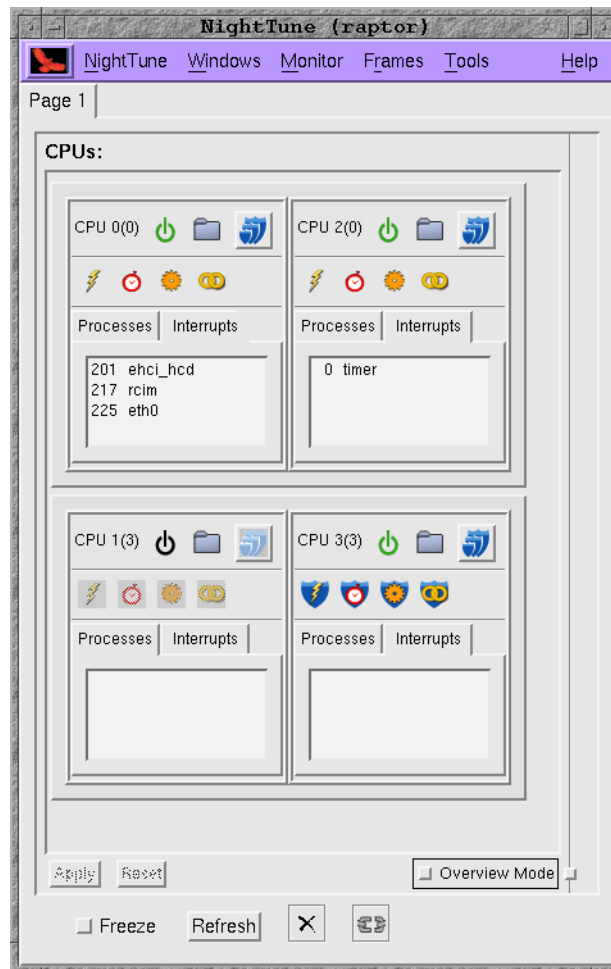 NightTune (raptor)
NightTune Windows Monitor Frames Tools Help
Page 1
CPUs:
CPU 0(0) CPU 2(0)
Processes Interrupts Processes Interrupts
201 ehci_hcd
217 rcim
225 eth0
0 timer
CPU 1(3) CPU 3(3)
Processes Interrupts Processes Interrupts
Apply Reset Overview Mode
Freeze Refresh